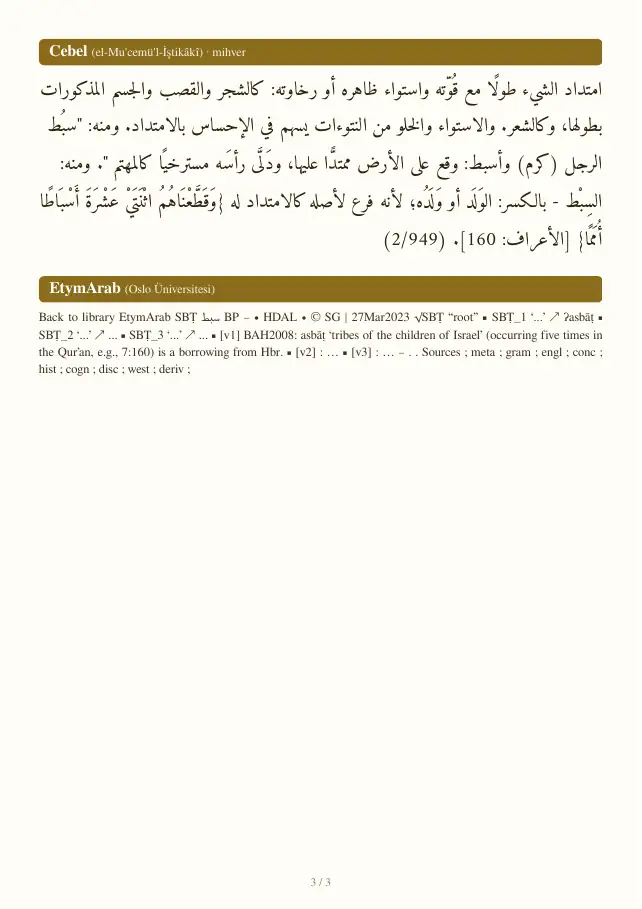 Cebel (el-Mu'cemü'l-İştikâkî) · mihver
امتداد الشيء طولًا مع قُوّته واستواء ظاهره أو رخاوته: كالشجر والقصب والجسم المذكورات
بطولها، وكالشعر. والاستواء والخلو من النتوءات يسهم في الإحساس بالامتداد. ومنه: "سبُط
الرجل (كرم) وأسبط: وقع على الأرض ممتدًّا عليها، ودَلَّى رأسَه مسترخيًا كالمهتم ". ومنه:
السِبْط - بالكسر: الوَلَد أو وَلَدُه؛ لأنه فرع لأصله كالامتداد له {وَقَطَّعْنَاهُمُ اثْنَتَيْ عَشْرَةَ أَسْبَاطًا
أُمَمًا} [الأعراف: 160]. (2/949)
EtymArab (Oslo Üniversitesi)
Back to library EtymArab SBṬ سبط BP – • HDAL • © SG | 27Mar2023 √SBṬ “root” ▪
SBṬ_1 ‘...’ ↗ ʔasbāṭ ▪
SBṬ_2 ‘...’ ↗ ... ▪ SBṬ_3 ‘...’ ↗ ... ▪ [v1] BAH2008: asbāṭ ‘tribes of the children of Israel’ (occurring five times in
the Qur'an, e.g., 7:160) is a borrowing from Hbr. ▪ [v2] : … ▪ [v3] : … – . . Sources ; meta ; gram ; engl ; conc ;
hist ; cogn ; disc ; west ; deriv ;
3 / 3